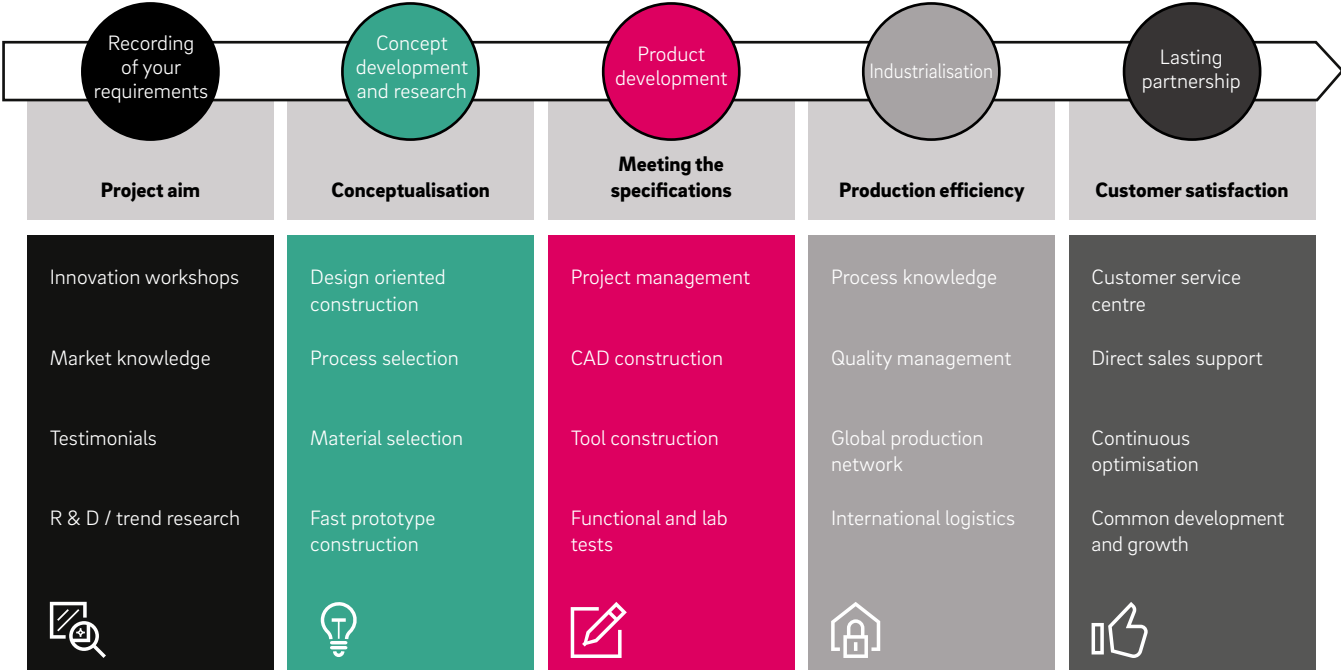 Recording
of your
requirements
Concept
development
and research
Product
development
Industrialisation
Lasting
partnership
Project aim
Conceptualisation
Meeting the
specifications
Production efficiency
Customer satisfaction
Innovation workshops
Market knowledge
Testimonials
R & D / trend research
Design oriented
construction
Process selection
Material selection
Fast prototype
construction
Project management
CAD construction
Tool construction
Functional and lab
tests
Process knowledge
Quality management
Global production
network
International logistics
Customer service
centre
Direct sales support
Continuous
optimisation
Common development
and growth